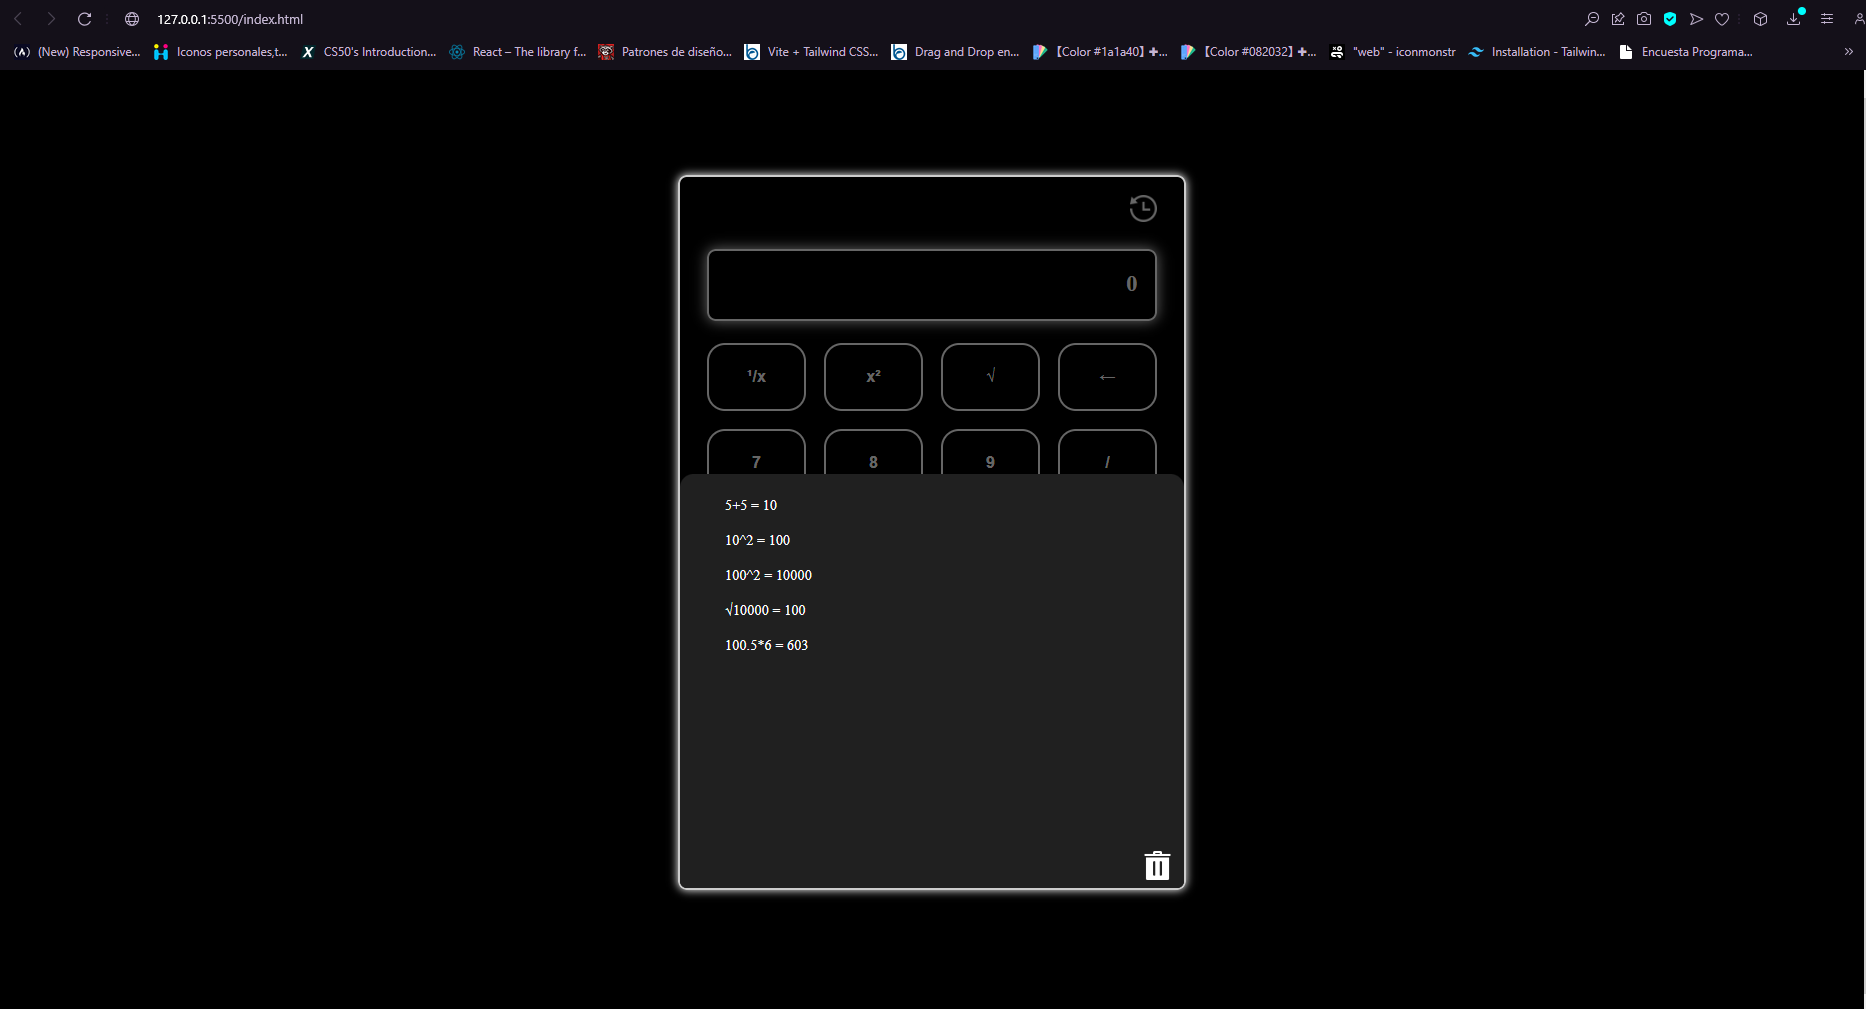 127.0.0.1:5500/index.html
(New) Responsive... Iconos personales,t... CS50's Introduction... React – The library f... Patrones de diseño... Vite + Tailwind CSS... Drag and Drop en... 【Color #1a1a40】✚... 【Color #082032】✚... "web" - iconmonstr Installation - Tailwin... Encuesta Programa... »
0
¹/x x² √ ←
7 8 9 /
5+5 = 10
10^2 = 100
100^2 = 10000
√10000 = 100
100.5*6 = 603